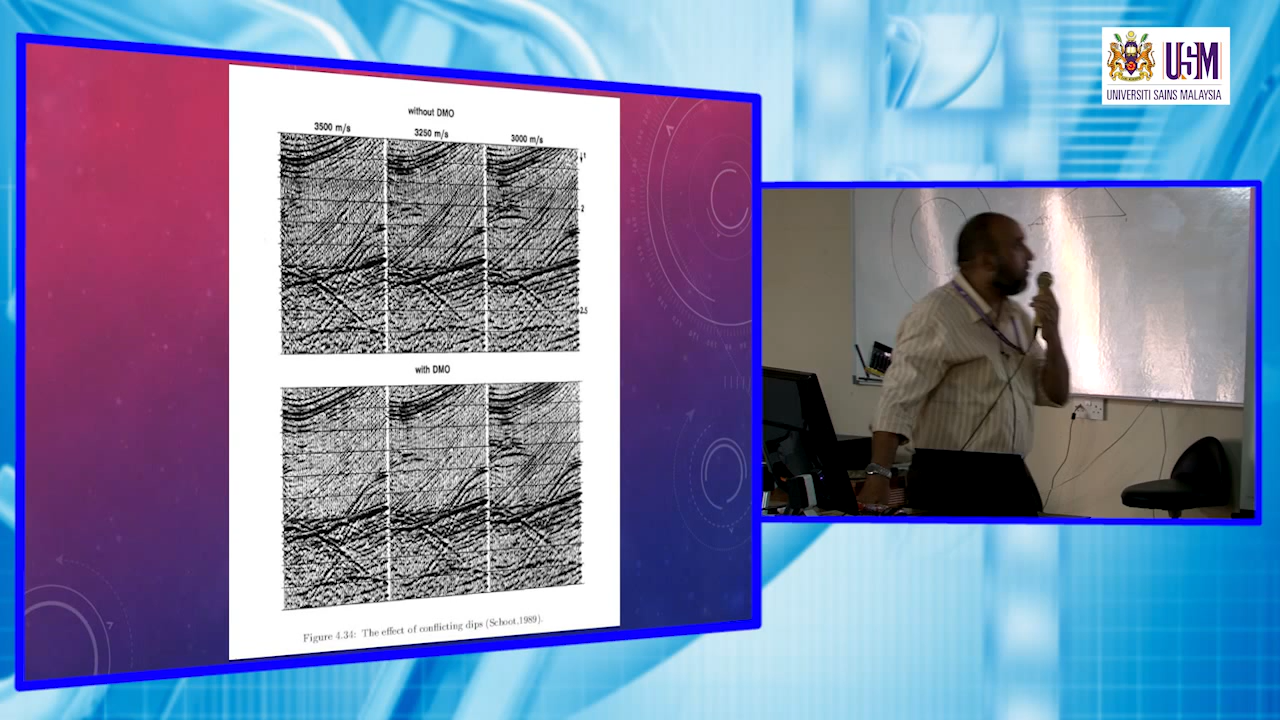 without DMO
3500 m/s 3250 m/s 3000 m/s
2
2.5
with DMO
Figure 4.34: The effect of conflicting dips (Schoot,1989).
USM
UNIVERSITI SAINS MALAYSIA